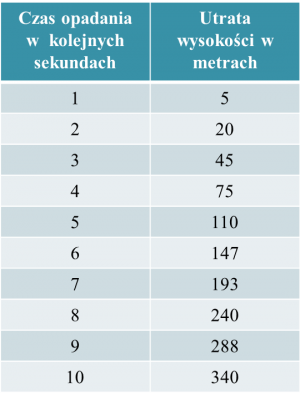 Czas opadania
w kolejnych
sekundach
Utrata
wysokości w
metrach
1 5
2 20
3 45
4 75
5 110
6 147
7 193
8 240
9 288
10 340